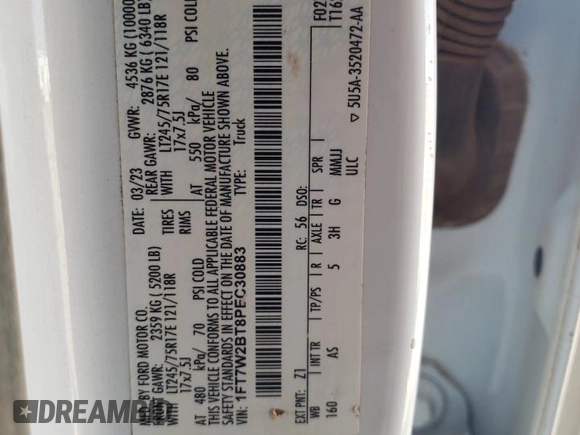 MFD. BY FORD MOTOR CO.
DATE: 03/23 GVWR: 4536 KG (10000
FRONT GAWR: 2359 KG ( 5200 LB) REAR GAWR: 2876 KG ( 6340 LB)
WITH LT245/75R17E 121/118R TIRES WITH LT245/75R17E 121/118R
17x7.5J RIMS 17x7.5J
AT 480 kPa/ 70 PSI COLD AT 550 kPa/ 80 PSI COLD
THIS VEHICLE CONFORMS TO ALL APPLICABLE FEDERAL MOTOR VEHICLE
SAFETY STANDARDS IN EFFECT ON THE DATE OF MANUFACTURE SHOWN ABOVE.
VIN: 1FT7W2BT8PEC30883 TYPE: Truck
F02
T162
EXT PNT: Z1 RC: 56 DSO:
WB INT TR TP/PS R AXLE TR SPR
160 AS 5 3H G MMJJ
ULC
▽ 5U5A-3520472-AA
DREAMB